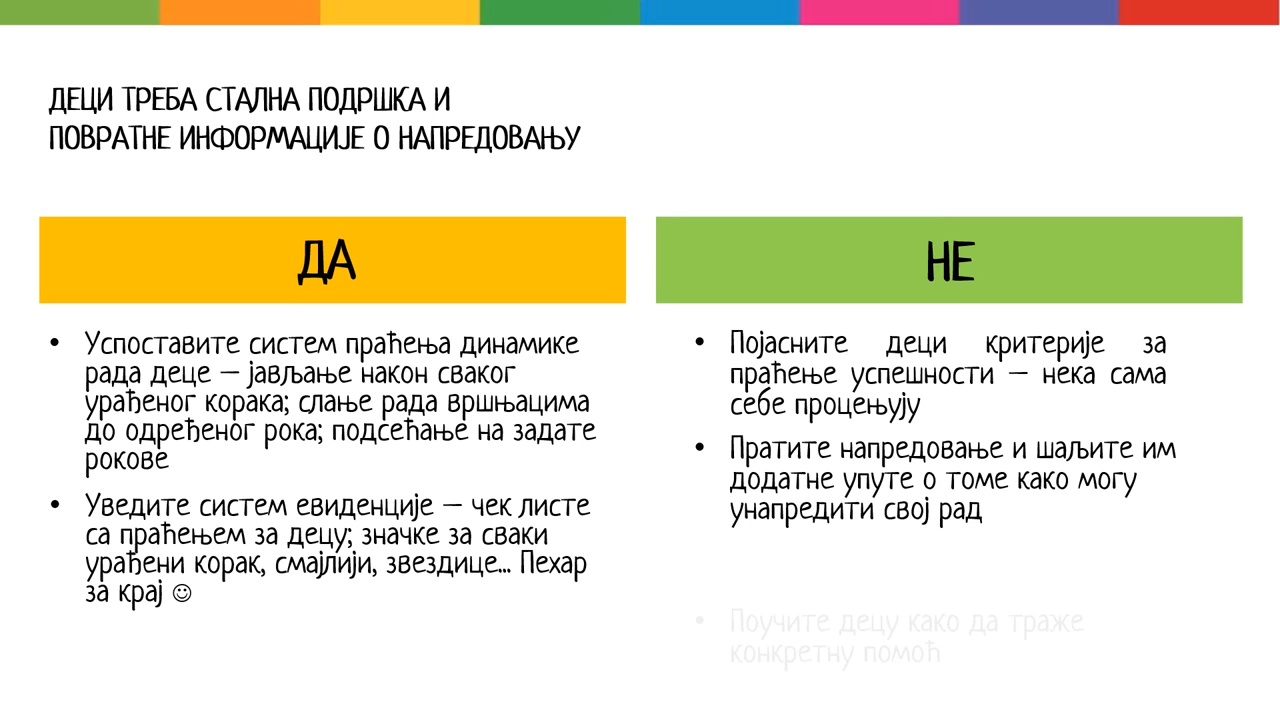 ДЕЦИ ТРЕБА СТАЛНА ПОДРШКА И
ПОВРАТНЕ ИНФОРМАЦИЈЕ О НАПРЕДОВАЊУ
ДА
• Успоставите систем праћења динамике
рада деце – јављање након сваког
урађеног корака; слање рада вршњацима
до одређеног рока; подсећање на задате
рокове
• Уведите систем евиденције – чек листе
са праћењем за децу; значке за сваки
урађени корак, смајлији, звездице... Пехар
за крај ☺
НЕ
• Појасните деци критерије за
праћење успешности – нека сама
себе процењују
• Пратите напредовање и шаљите им
додатне упуте о томе како могу
унапредити свој рад
• Поучите децу како да траже
конкретну помоћ